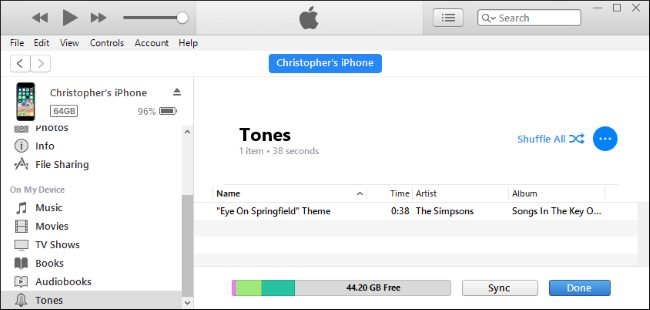 Search
File Edit View Controls Account Help
Christopher's iPhone
Christopher's iPhone
64GB 96%
Photos
Info
File Sharing
On My Device
Music
Movies
TV Shows
Books
Audiobooks
Tones
Tones
1 item • 38 seconds
Shuffle All
Name Time Artist Album
"Eye On Springfield" Theme 0:38 The Simpsons Songs In The Key O...
44.20 GB Free Sync Done